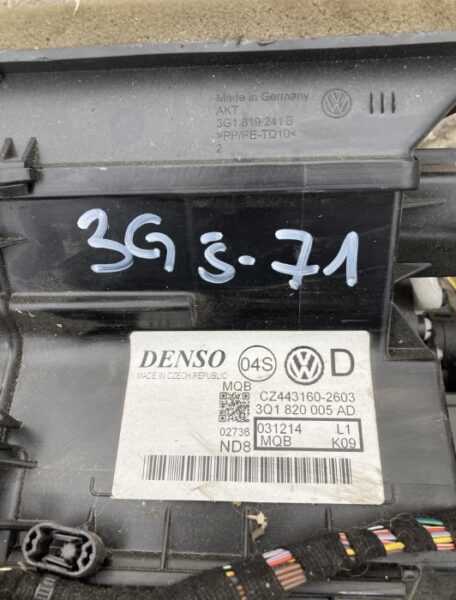 Made in Germany
AKT
3G1 819 241 B
>PP/PE-TD10<
2
3G š-71
DENSO 04S VW D
MADE IN CZECH REPUBLIC
MQB
CZ443160-2603
3Q1 820 005 AD
02736 031214 L1
ND8 MQB K09